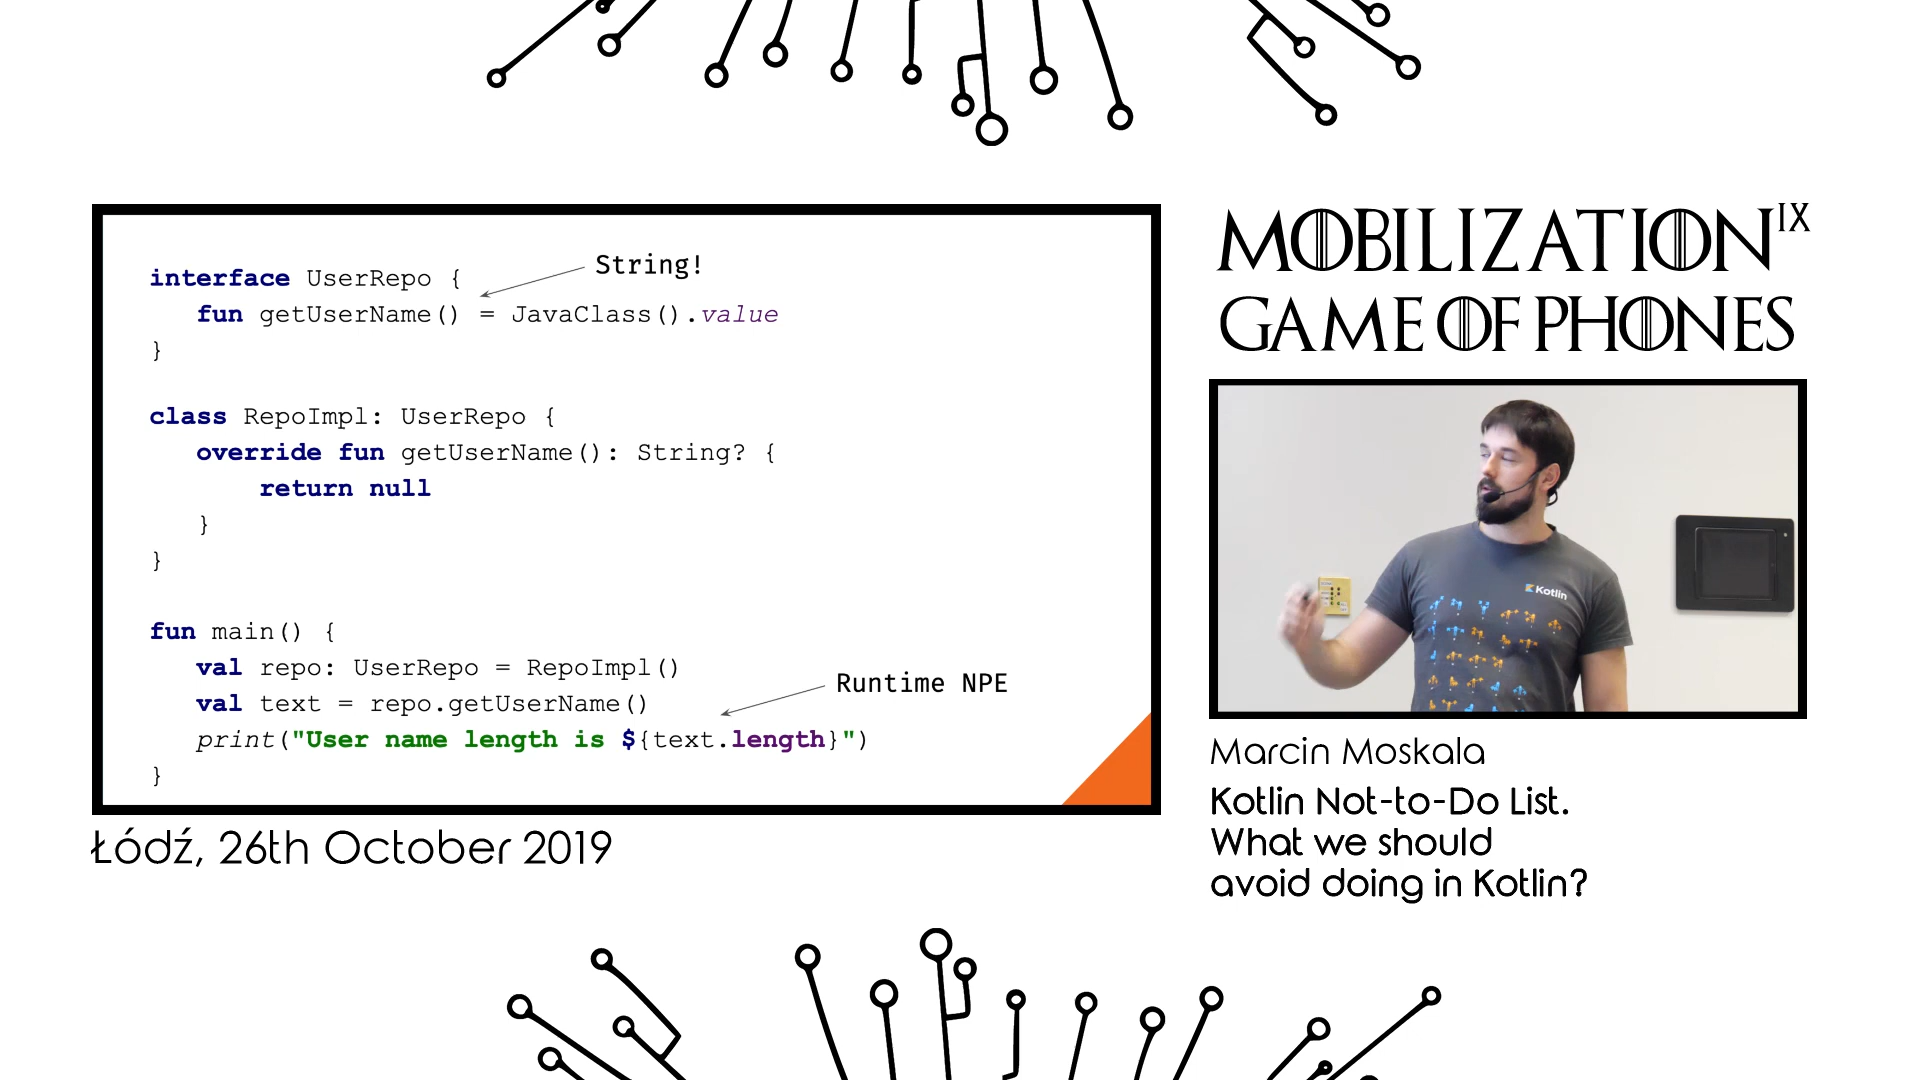 interface UserRepo {
String!
fun getUserName() = JavaClass().value
}
class RepoImpl: UserRepo {
override fun getUserName(): String? {
return null
}
}
fun main() {
val repo: UserRepo = RepoImpl()
val text = repo.getUserName()
Runtime NPE
print("User name length is ${text.length}")
}
Łódź, 26th October 2019
MOBILIZATION IX
GAME OF PHONES
Kotlin
Marcin Moskala
Kotlin Not-to-Do List.
What we should
avoid doing in Kotlin?